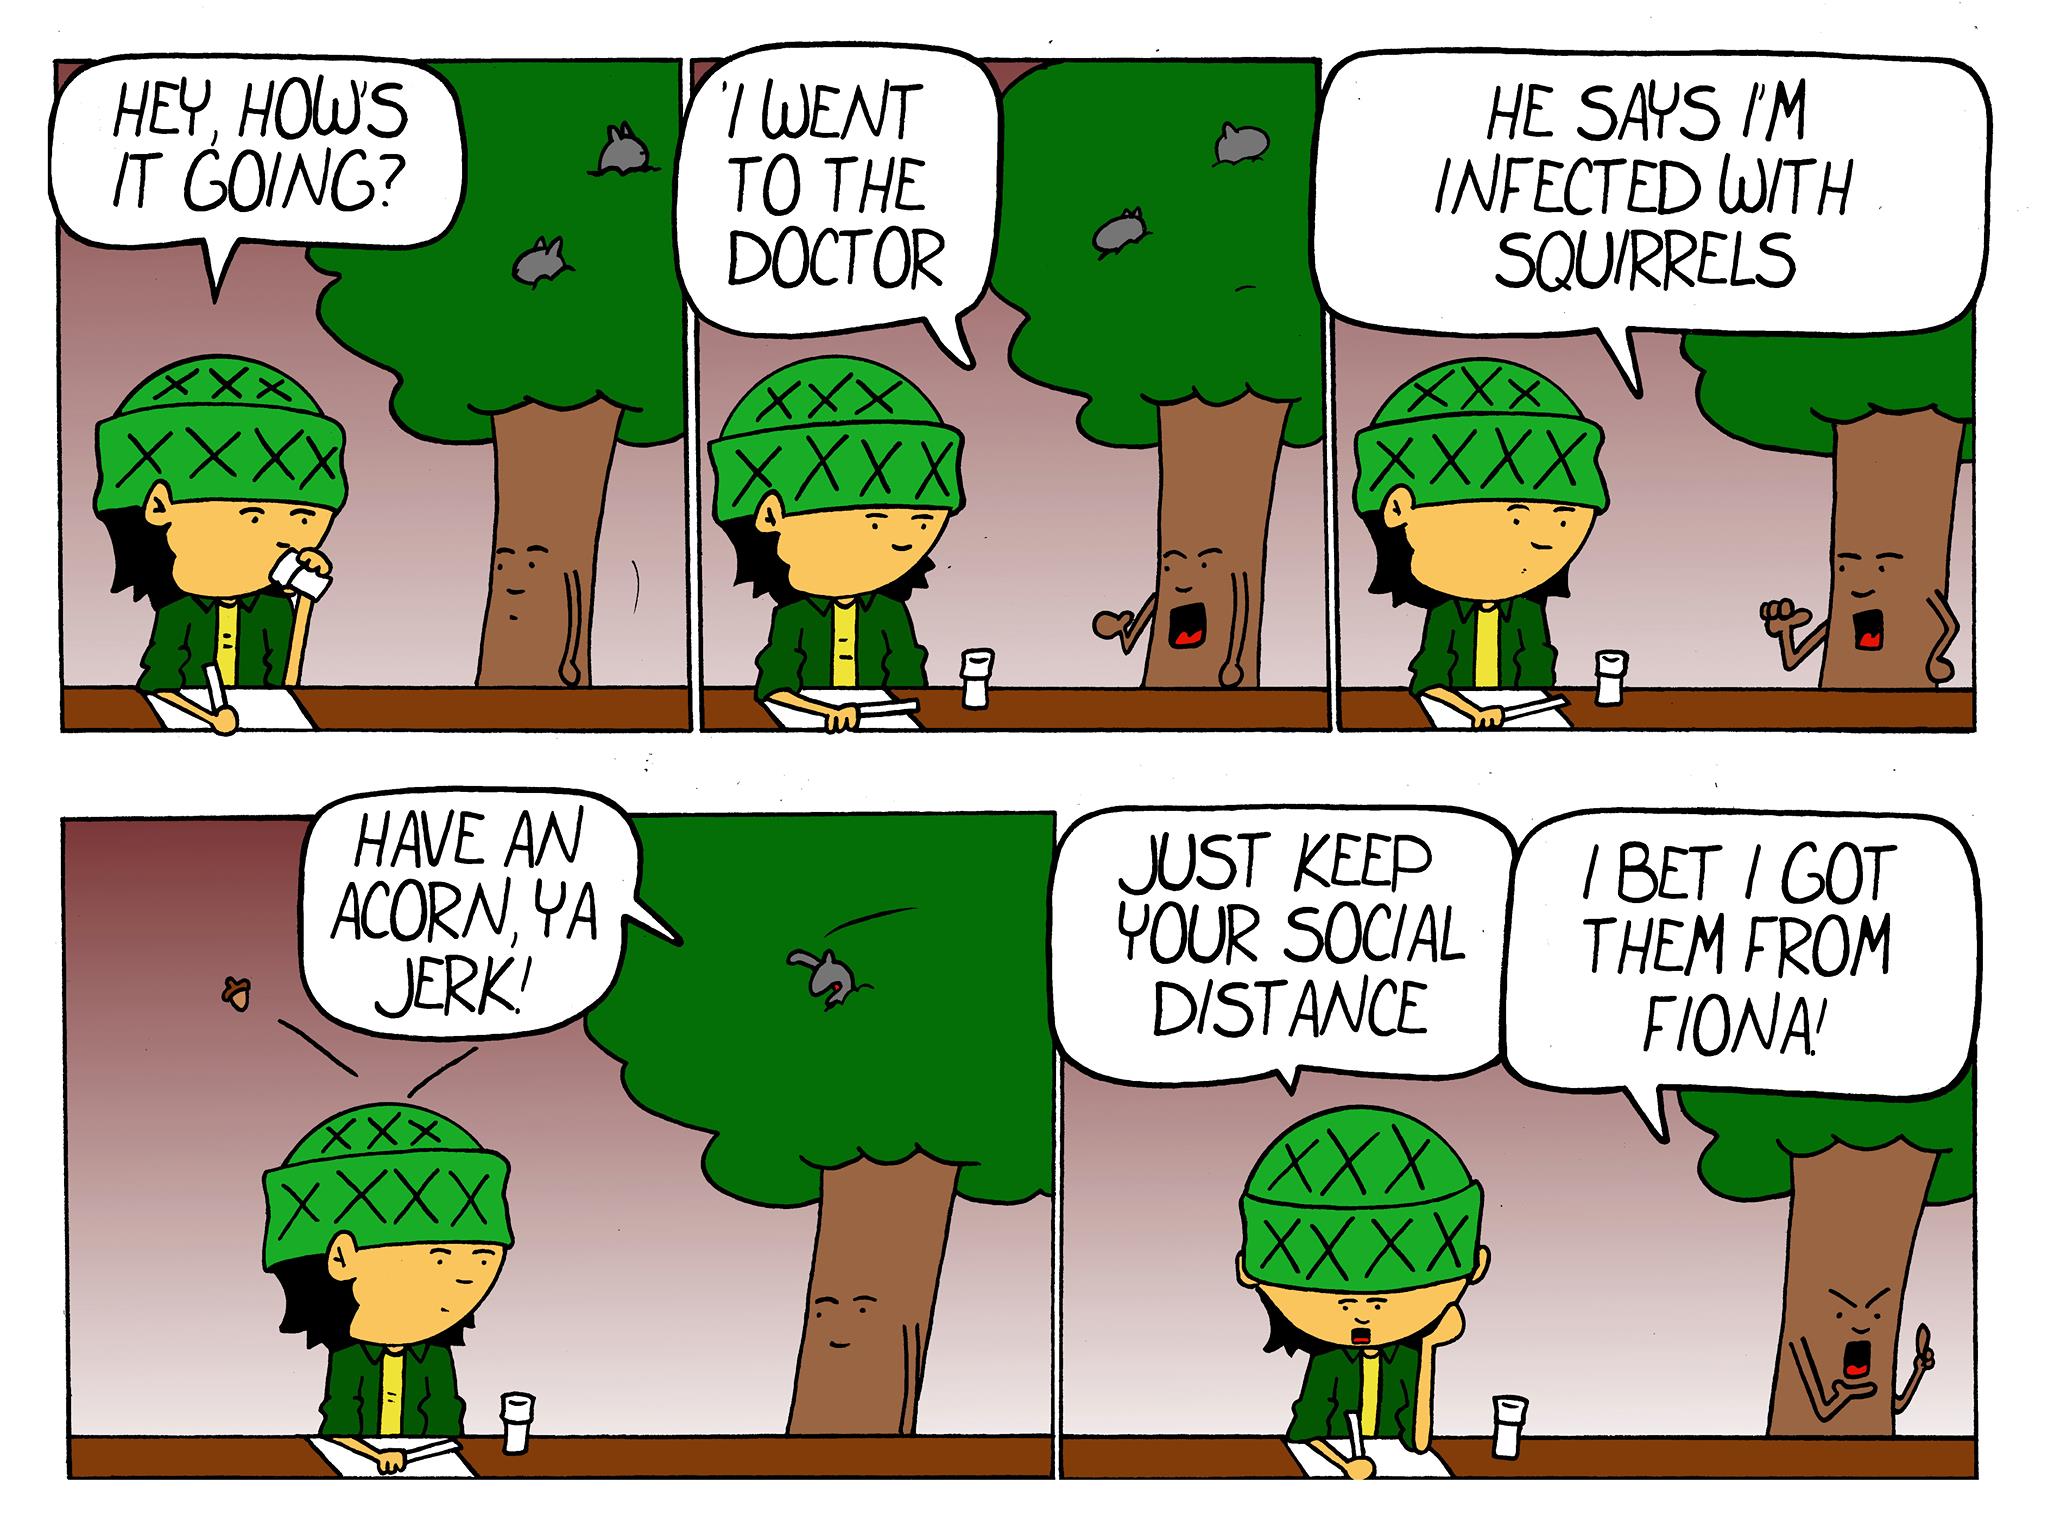 HEY, HOW'S
IT GOING?
'I WENT
TO THE
DOCTOR
HE SAYS I'M
INFECTED WITH
SQUIRRELS
HAVE AN
ACORN, YA
JERK!
JUST KEEP
YOUR SOCIAL
DISTANCE
I BET I GOT
THEM FROM
FIONA!